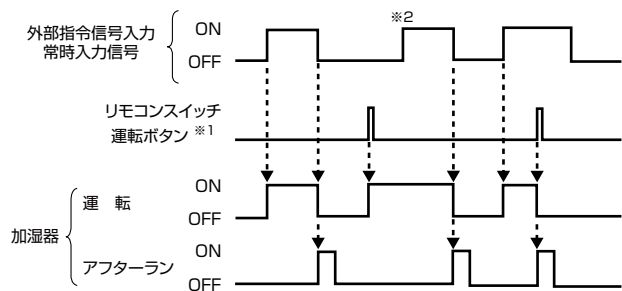 ※2
外部指令信号入力 ON
常時入力信号 OFF
リモコンスイッチ
運転ボタン ※1
加湿器
運 転 ON
OFF
アフターラン ON
OFF